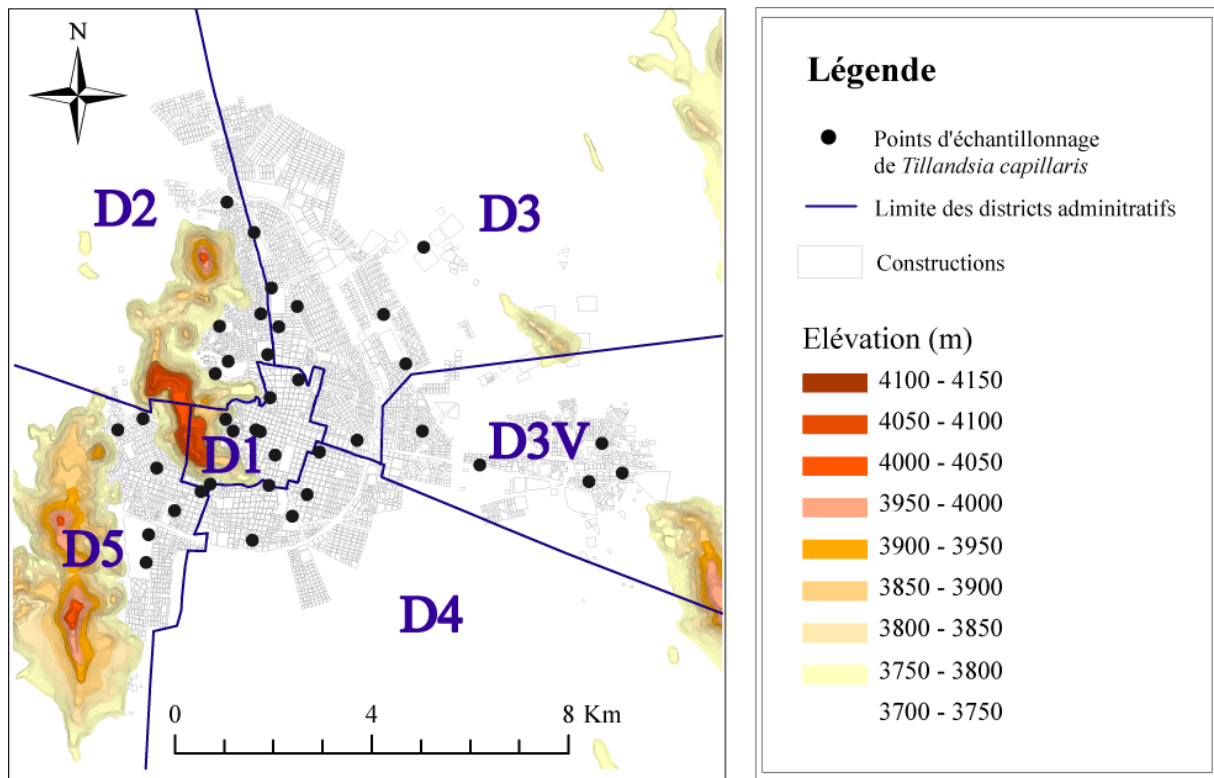 N
D2
D3
D1
D3V
D5
D4
0 4 8 Km
Légende
Points d'échantillonnage
de Tillandsia capillaris
Limite des districts adminitratifs
Constructions
Elévation (m)
4100 - 4150
4050 - 4100
4000 - 4050
3950 - 4000
3900 - 3950
3850 - 3900
3800 - 3850
3750 - 3800
3700 - 3750